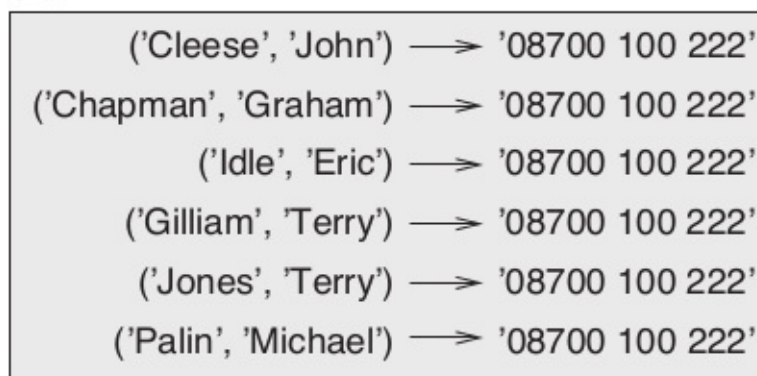 ('Cleese', 'John') → '08700 100 222'
('Chapman', 'Graham') → '08700 100 222'
('Idle', 'Eric') → '08700 100 222'
('Gilliam', 'Terry') → '08700 100 222'
('Jones', 'Terry') → '08700 100 222'
('Palin', 'Michael') → '08700 100 222'